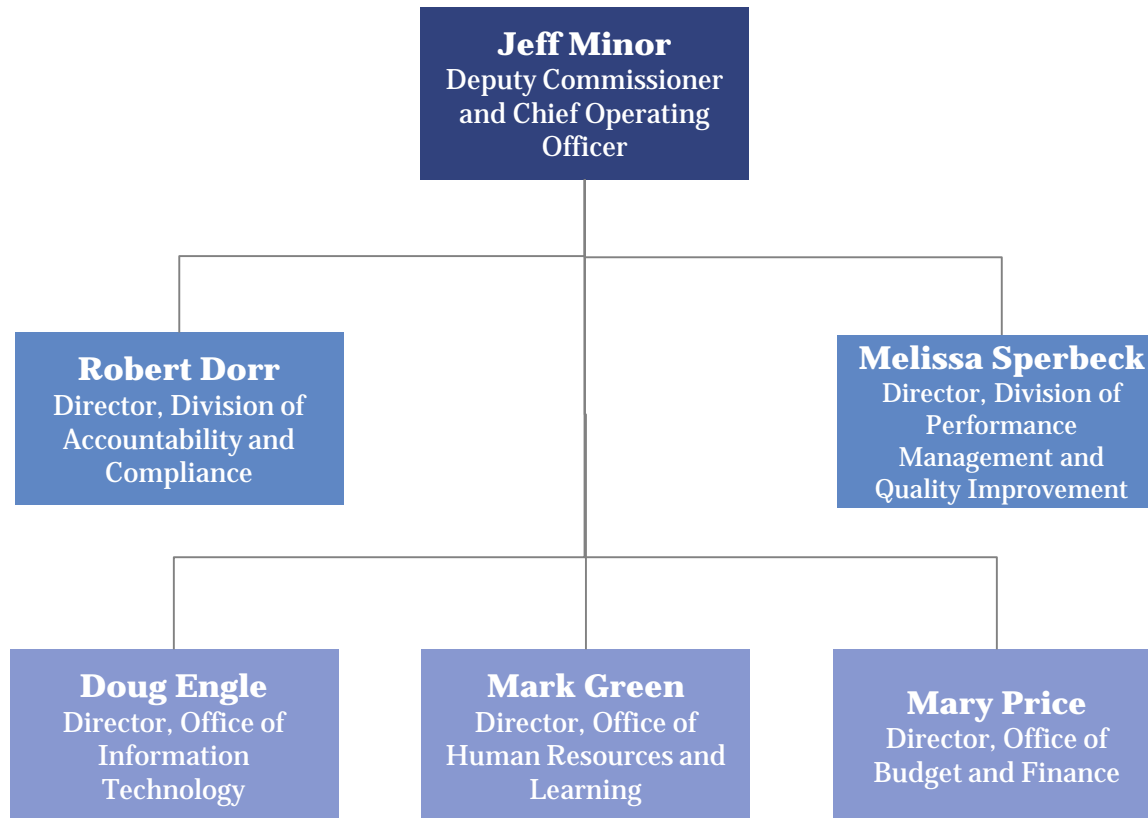 Jeff Minor
Deputy Commissioner
and Chief Operating
Officer
Robert Dorr
Director, Division of
Accountability and
Compliance
Melissa Sperbeck
Director, Division of
Performance
Management and
Quality Improvement
Doug Engle
Director, Office of
Information
Technology
Mark Green
Director, Office of
Human Resources and
Learning
Mary Price
Director, Office of
Budget and Finance